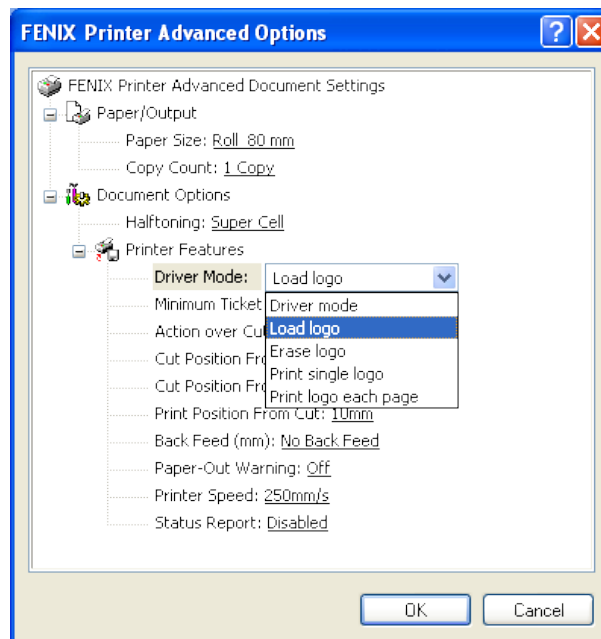 FENIX Printer Advanced Options
FENIX Printer Advanced Document Settings
Paper/Output
Paper Size: Roll 80 mm
Copy Count: 1 Copy
Document Options
Halftoning: Super Cell
Printer Features
Driver Mode: Load logo
Minimum Ticket Driver mode
Action over Load logo
Erase logo
Cut Position
Print single logo
Cut Position
Print logo each page
Print Position From Cut: 10mm
Back Feed (mm): No Back Feed
Paper-Out Warning: Off
Printer Speed: 250mm/s
Status Report: Disabled
OK Cancel